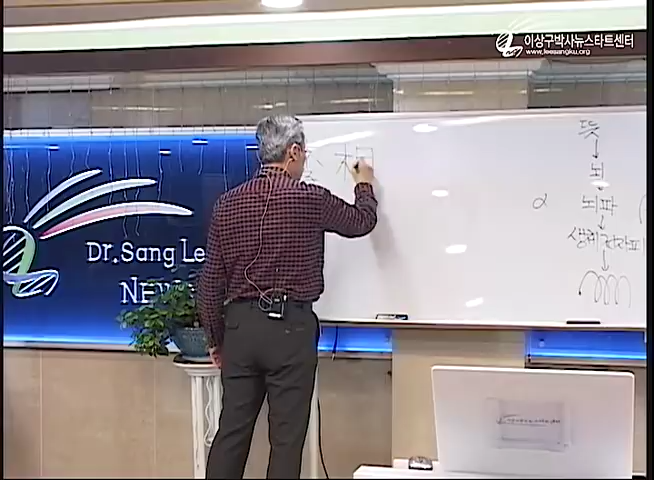 이상구박사뉴스타트센터
www.leesangku.org
Dr.Sang Le
NEW
뜻
뇌
α 뇌파
생체전자파